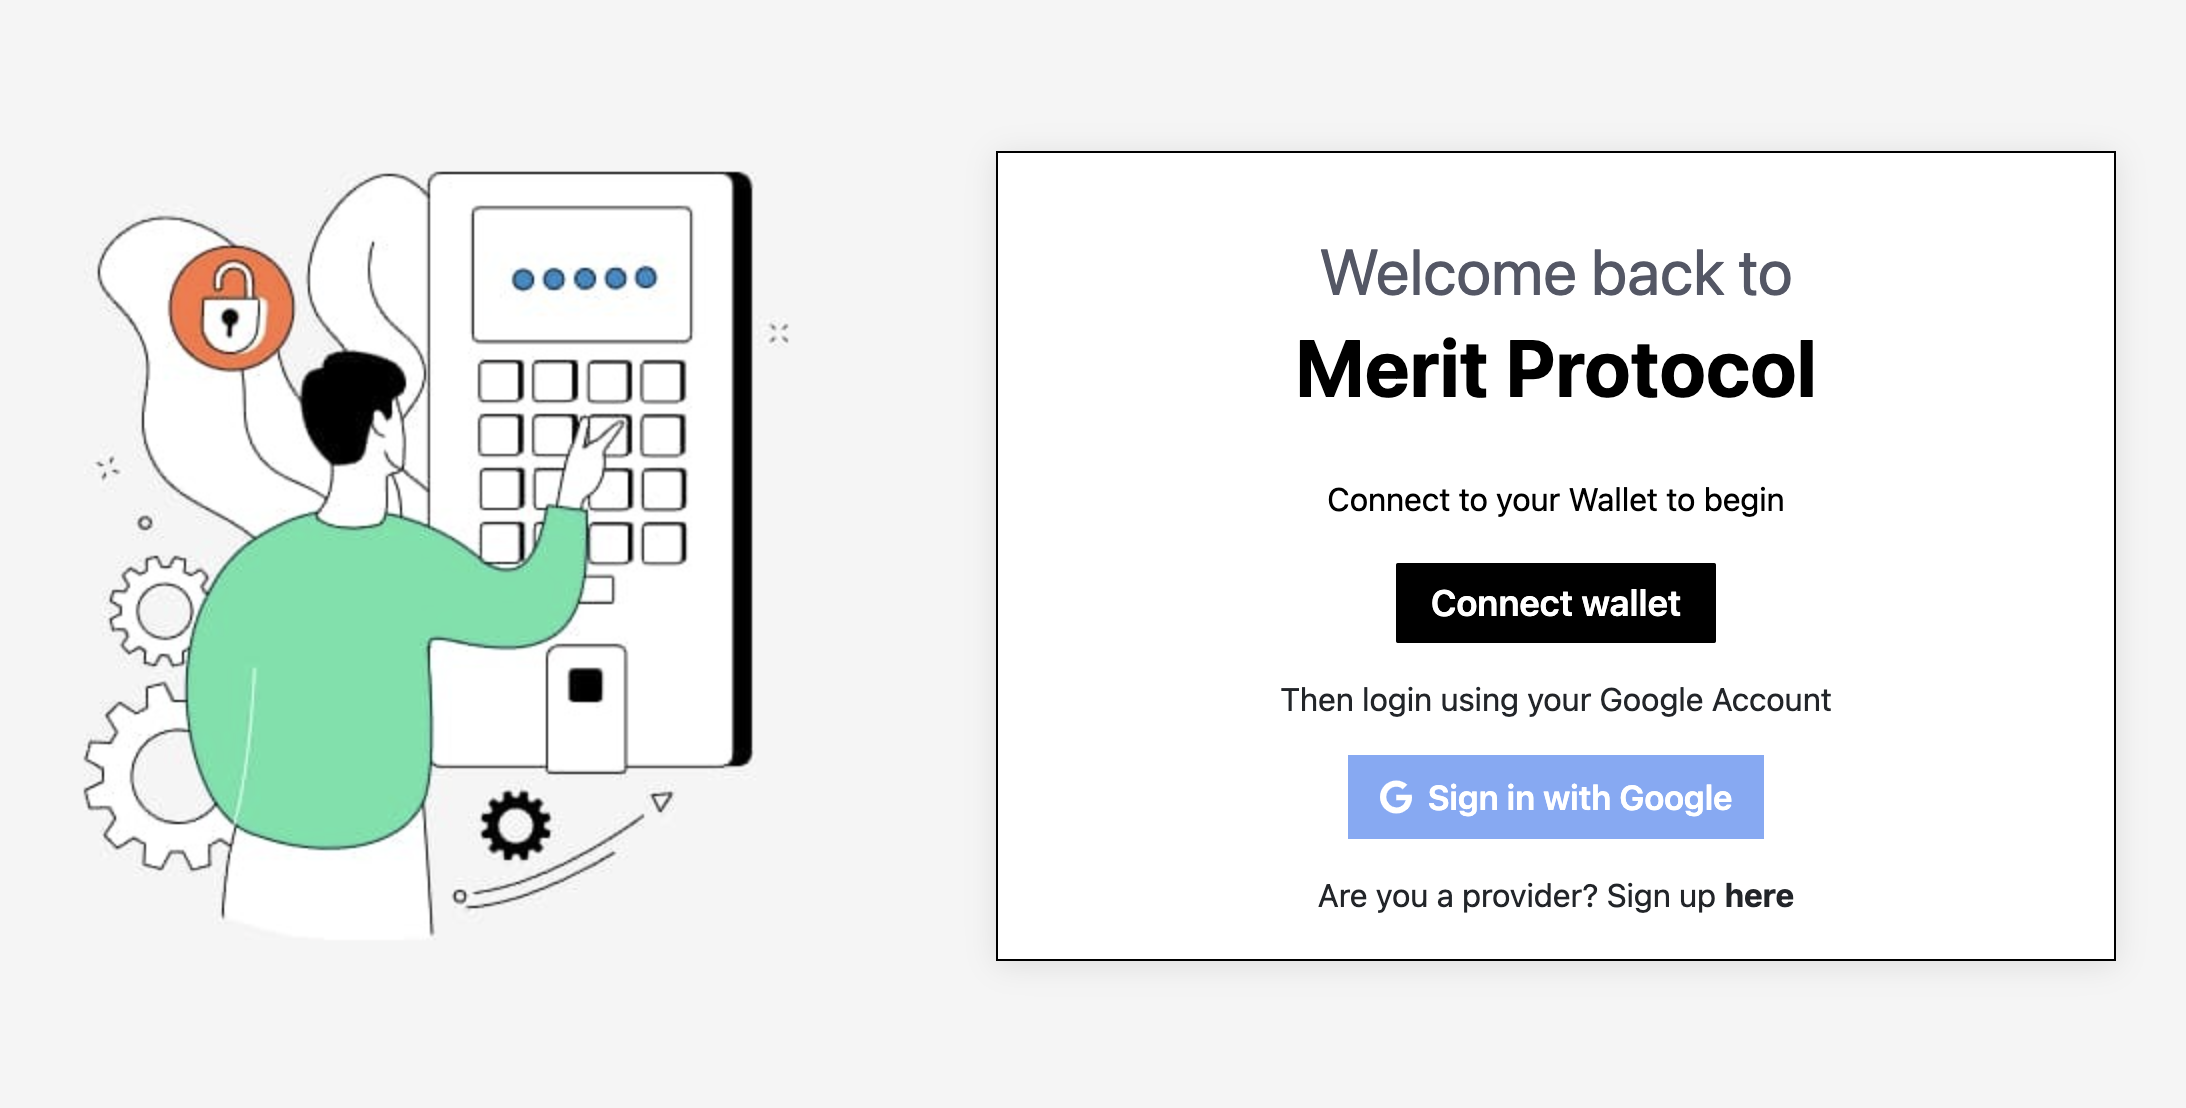 Welcome back to
Merit Protocol
Connect to your Wallet to begin
Connect wallet
Then login using your Google Account
Sign in with Google
Are you a provider? Sign up here